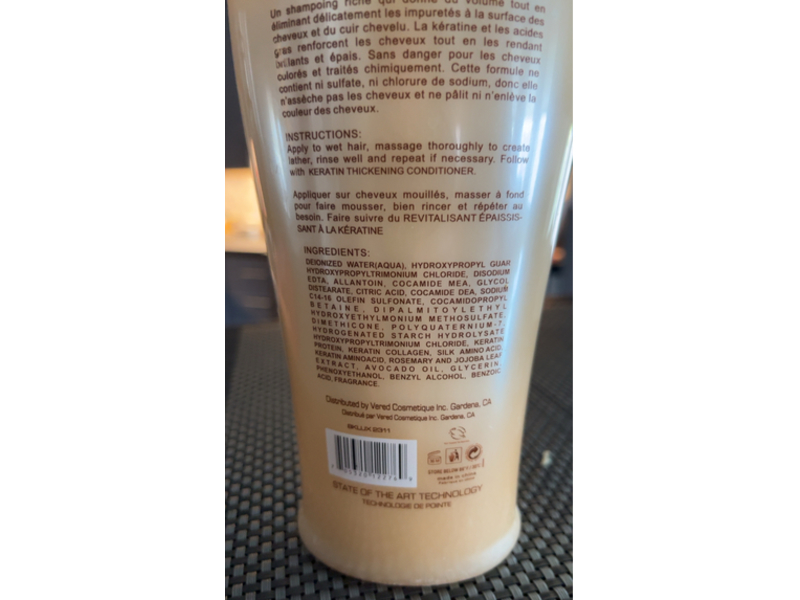 Un shampoing riche qui donne du volume tout en
éliminant délicatement les impuretés à la surface des
cheveux et du cuir chevelu. La kératine et les acides
gras renforcent les cheveux tout en les rendant
brillants et épais. Sans danger pour les cheveux
colorés et traités chimiquement. Cette formule ne
contient ni sulfate, ni chlorure de sodium, donc elle
n'assèche pas les cheveux et ne pâlit ni n'enlève la
couleur des cheveux.
INSTRUCTIONS:
Apply to wet hair, massage thoroughly to create
lather, rinse well and repeat if necessary. Follow
with KERATIN THICKENING CONDITIONER.
Appliquer sur cheveux mouillés, masser à fond
pour faire mousser, bien rincer et répéter au
besoin. Faire suivre du REVITALISANT ÉPAISSIS-
SANT À LA KÉRATINE
INGREDIENTS:
DEIONIZED WATER(AQUA), HYDROXYPROPYL GUAR
HYDROXYPROPYLTRIMONIUM CHLORIDE, DISODIUM
EDTA, ALLANTOIN, COCAMIDE MEA, GLYCOL
DISTEARATE, CITRIC ACID, COCAMIDE DEA, SODIUM
C14-16 OLEFIN SULFONATE, COCAMIDOPROPYL
BETAINE, DIPALMITOYLETHYL
HYDROXYETHYLMONIUM METHOSULFATE,
DIMETHICONE, POLYQUATERNIUM-7,
HYDROGENATED STARCH HYDROLYSATE
HYDROXYPROPYLTRIMONIUM CHLORIDE, KERATIN
PROTEIN, KERATIN COLLAGEN, SILK AMINO ACID,
KERATIN AMINOACID, ROSEMARY AND JOJOBA LEAF
EXTRACT, AVOCADO OIL, GLYCERIN,
PHENOXYETHANOL, BENZYL ALCOHOL, BENZOIC
ACID, FRAGRANCE.
Distributed by Vered Cosmetique Inc. Gardena, CA
Distribué par Vered Cosmetique Inc. Gardena, CA
STATE OF THE ART TECHNOLOGY
TECHNOLOGIE DE POINTE